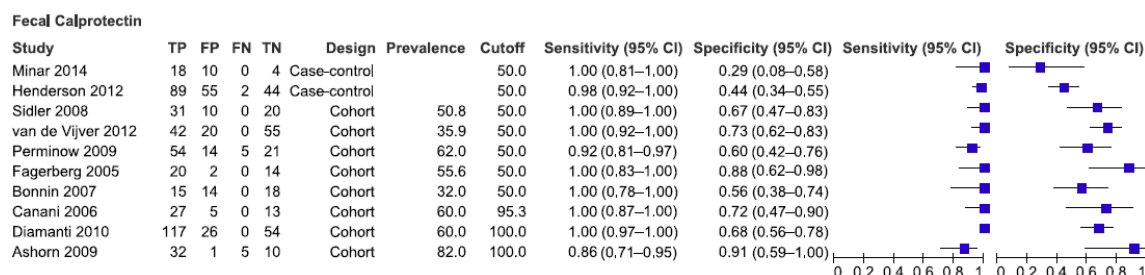 Fecal Calprotectin
Study TP FP FN TN Design Prevalence Cutoff Sensitivity (95% CI) Specificity (95% CI) Sensitivity (95% CI) Specificity (95% CI)
Minar 2014 18 10 0 4 Case-control 50.0 1.00 (0.81–1.00) 0.29 (0.08–0.58)
Henderson 2012 89 55 2 44 Case-control 50.0 0.98 (0.92–1.00) 0.44 (0.34–0.55)
Sidler 2008 31 10 0 20 Cohort 50.8 50.0 1.00 (0.89–1.00) 0.67 (0.47–0.83)
van de Vijver 2012 42 20 0 55 Cohort 35.9 50.0 1.00 (0.92–1.00) 0.73 (0.62–0.83)
Perminow 2009 54 14 5 21 Cohort 62.0 50.0 0.92 (0.81–0.97) 0.60 (0.42–0.76)
Fagerberg 2005 20 2 0 14 Cohort 55.6 50.0 1.00 (0.83–1.00) 0.88 (0.62–0.98)
Bonnin 2007 15 14 0 18 Cohort 32.0 50.0 1.00 (0.78–1.00) 0.56 (0.38–0.74)
Canani 2006 27 5 0 13 Cohort 60.0 95.3 1.00 (0.87–1.00) 0.72 (0.47–0.90)
Diamanti 2010 117 26 0 54 Cohort 60.0 100.0 1.00 (0.97–1.00) 0.68 (0.56–0.78)
Ashorn 2009 32 1 5 10 Cohort 82.0 100.0 0.86 (0.71–0.95) 0.91 (0.59–1.00)
0 0.2 0.4 0.6 0.8 1 0 0.2 0.4 0.6 0.8 1